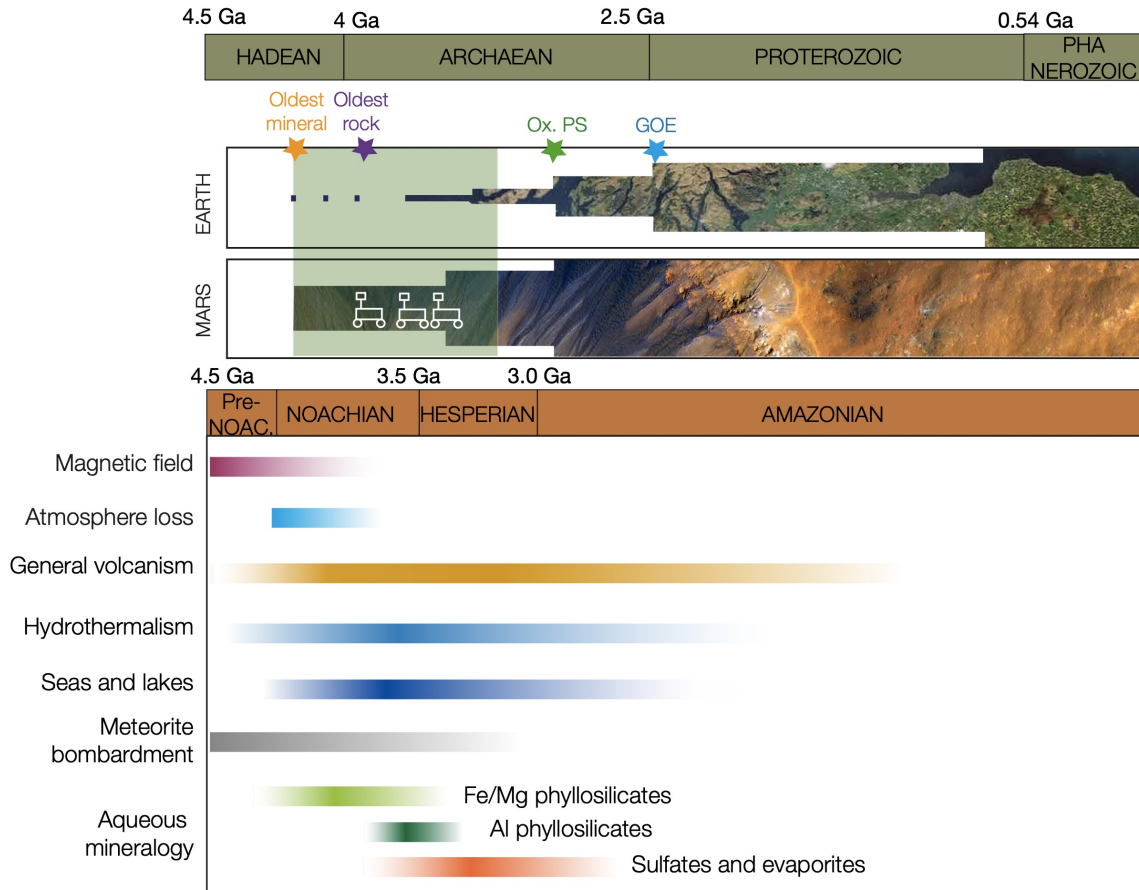 4.5 Ga 4 Ga 2.5 Ga 0.54 Ga
HADEAN ARCHAEAN PROTEROZOIC PHA
NEROZOIC
Oldest
mineral
Oldest
rock
Ox. PS
GOE
EARTH
MARS
4.5 Ga 3.5 Ga 3.0 Ga
Pre-
NOAC. NOACHIAN HESPERIAN AMAZONIAN
Magnetic field
Atmosphere loss
General volcanism
Hydrothermalism
Seas and lakes
Meteorite
bombardment
Aqueous
mineralogy
Fe/Mg phyllosilicates
Al phyllosilicates
Sulfates and evaporites